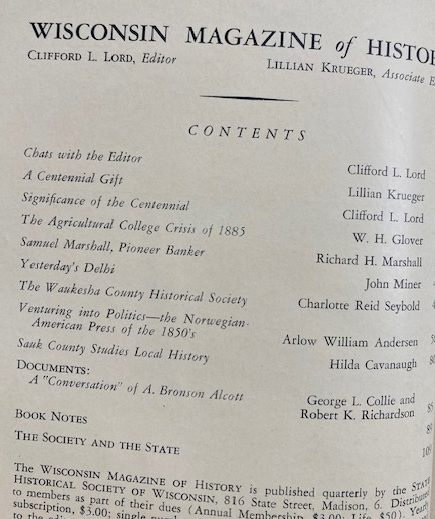 WISCONSIN MAGAZINE of HISTOR
CLIFFORD L. LORD, Editor LILLIAN KRUEGER, Associate E
CONTENTS
Chats with the Editor Clifford L. Lord
A Centennial Gift Lillian Krueger
Significance of the Centennial Clifford L. Lord
The Agricultural College Crisis of 1885 W. H. Glover
Samuel Marshall, Pioneer Banker Richard H. Marshall
Yesterday's Delhi John Miner
The Waukesha County Historical Society Charlotte Reid Seybold
Venturing into Politics—the Norwegian-
American Press of the 1850's Arlow William Andersen
Sauk County Studies Local History Hilda Cavanaugh
DOCUMENTS:
A "Conversation" of A. Bronson Alcott George L. Collie and
Robert K. Richardson
BOOK NOTES
THE SOCIETY AND THE STATE
The WISCONSIN MAGAZINE OF HISTORY is published quarterly by the STATE
HISTORICAL SOCIETY OF WISCONSIN, 816 State Street, Madison, 6. Distributed
to members as part of their dues (Annual Membership, $3.00; Life, $50). Yearly
subscription, $3.00; single